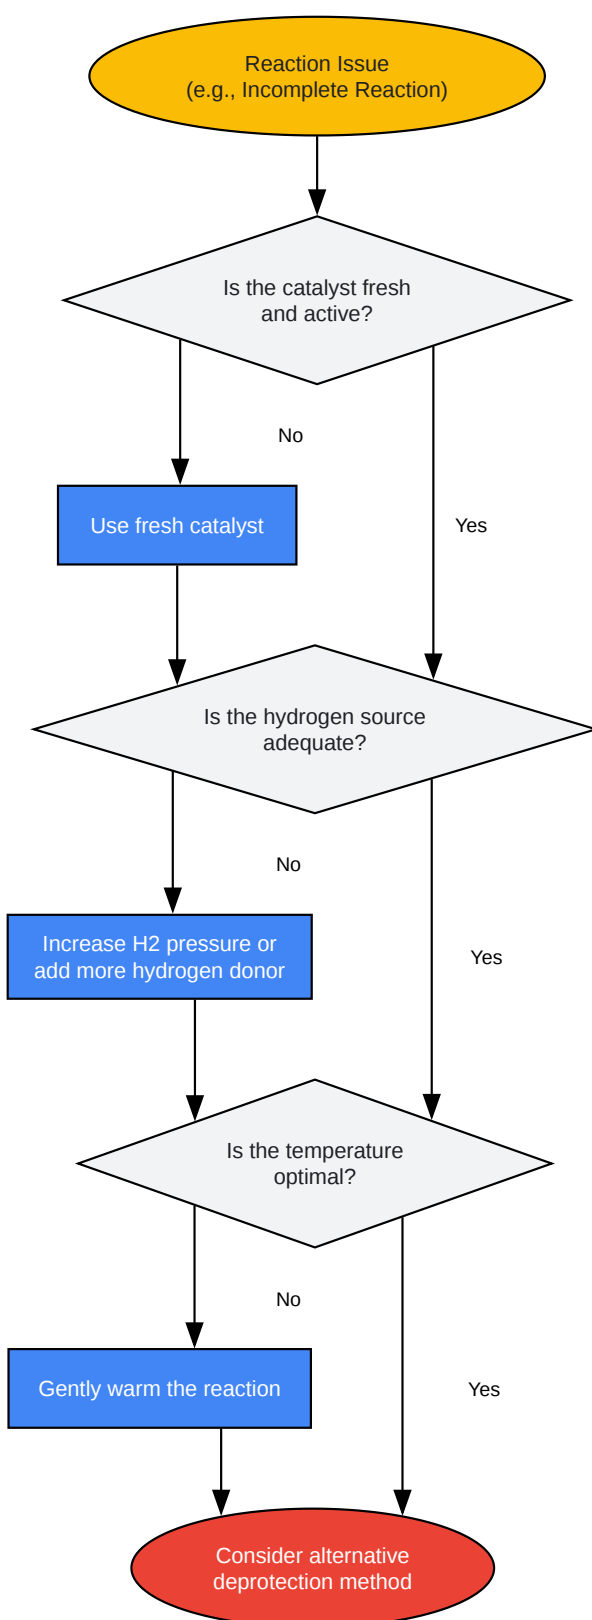 Reaction Issue
(e.g., Incomplete Reaction)
Is the catalyst fresh
and active?
No
Use fresh catalyst
Yes
Is the hydrogen source
adequate?
No
Increase H2 pressure or
add more hydrogen donor
Yes
Is the temperature
optimal?
No
Gently warm the reaction
Yes
Consider alternative
deprotection method